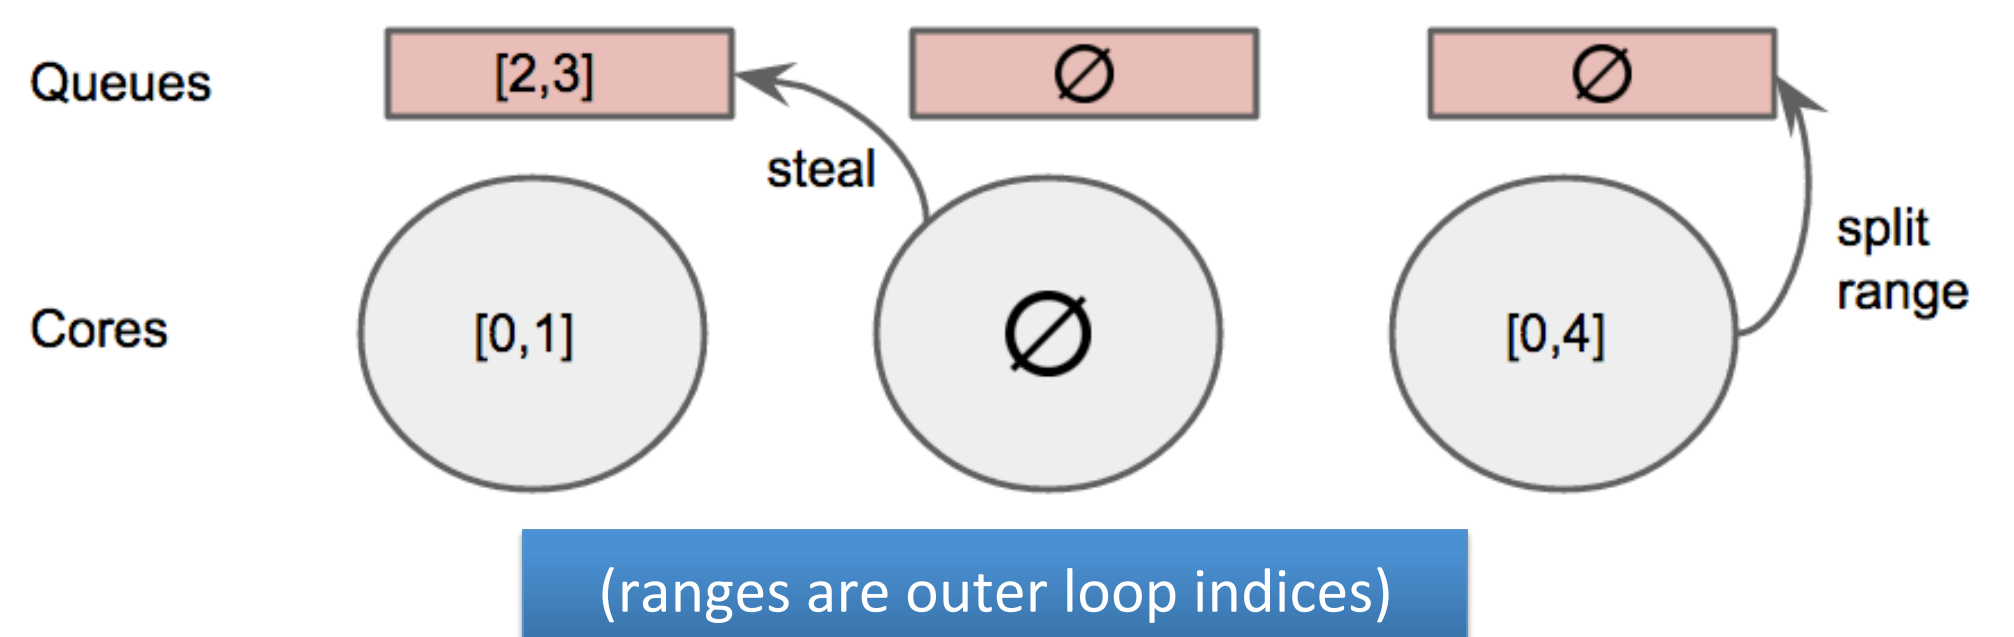 Queues
[2,3]
∅
∅
steal
split
range
Cores
[0,1]
∅
[0,4]
(ranges are outer loop indices)